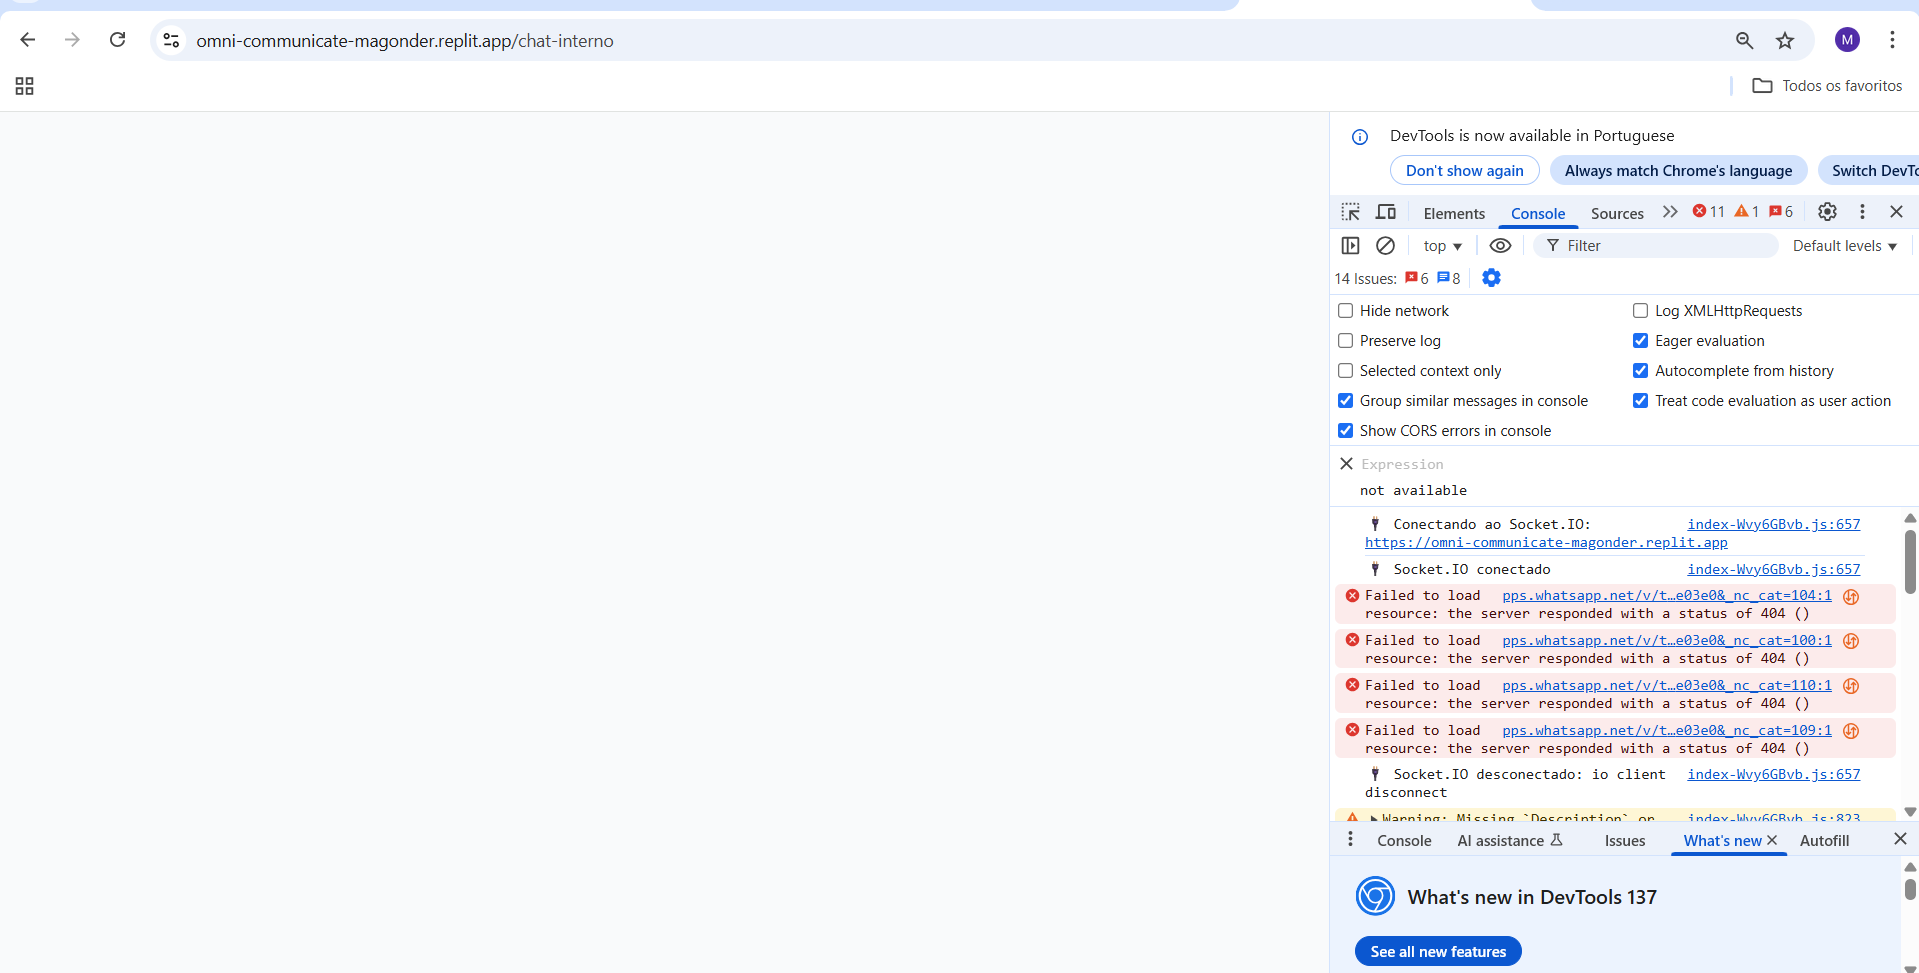 omni-communicate-magonder.replit.app/chat-interno
M
Todos os favoritos
DevTools is now available in Portuguese
Don't show again
Always match Chrome's language
Switch DevTo
Elements
Console
Sources
11
1
6
top
Filter
Default levels
14 Issues:
6
8
Hide network
Log XMLHttpRequests
Preserve log
Eager evaluation
Selected context only
Autocomplete from history
Group similar messages in console
Treat code evaluation as user action
Show CORS errors in console
Expression
not available
Conectando ao Socket.IO: index-Wvy6GBvb.js:657
https://omni-communicate-magonder.replit.app
Socket.IO conectado index-Wvy6GBvb.js:657
Failed to load pps.whatsapp.net/v/t…e03e0&_nc_cat=104:1
resource: the server responded with a status of 404 ()
Failed to load pps.whatsapp.net/v/t…e03e0&_nc_cat=100:1
resource: the server responded with a status of 404 ()
Failed to load pps.whatsapp.net/v/t…e03e0&_nc_cat=110:1
resource: the server responded with a status of 404 ()
Failed to load pps.whatsapp.net/v/t…e03e0&_nc_cat=109:1
resource: the server responded with a status of 404 ()
Socket.IO desconectado: io client index-Wvy6GBvb.js:657
disconnect
Warning: Missing `Description` or index-Wvy6GBvb.js:823
Console
AI assistance
Issues
What's new
Autofill
What's new in DevTools 137
See all new features